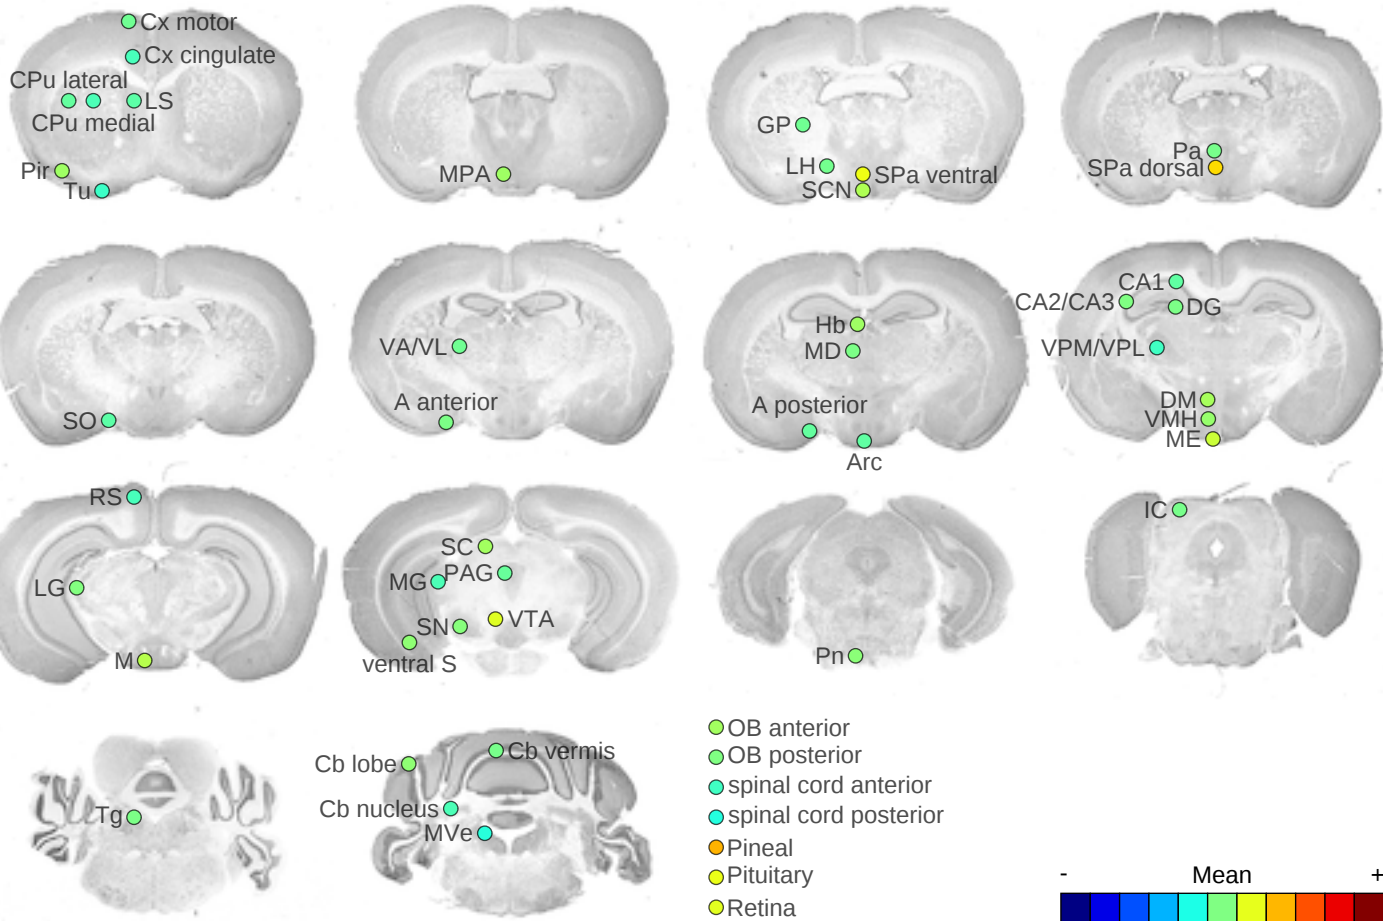 Cx motor
Cx cingulate
CPu lateral
LS
CPu medial
Pir
Tu
MPA
GP
LH
SPa ventral
SCN
Pa
SPa dorsal
SO
VA/VL
A anterior
Hb
MD
A posterior
Arc
CA1
CA2/CA3
DG
VPM/VPL
DM
VMH
ME
RS
LG
M
SC
MG
PAG
SN
VTA
ventral S
Pn
IC
Tg
Cb lobe
Cb vermis
Cb nucleus
MVe
OB anterior
OB posterior
spinal cord anterior
spinal cord posterior
Pineal
Pituitary
Retina
- Mean +